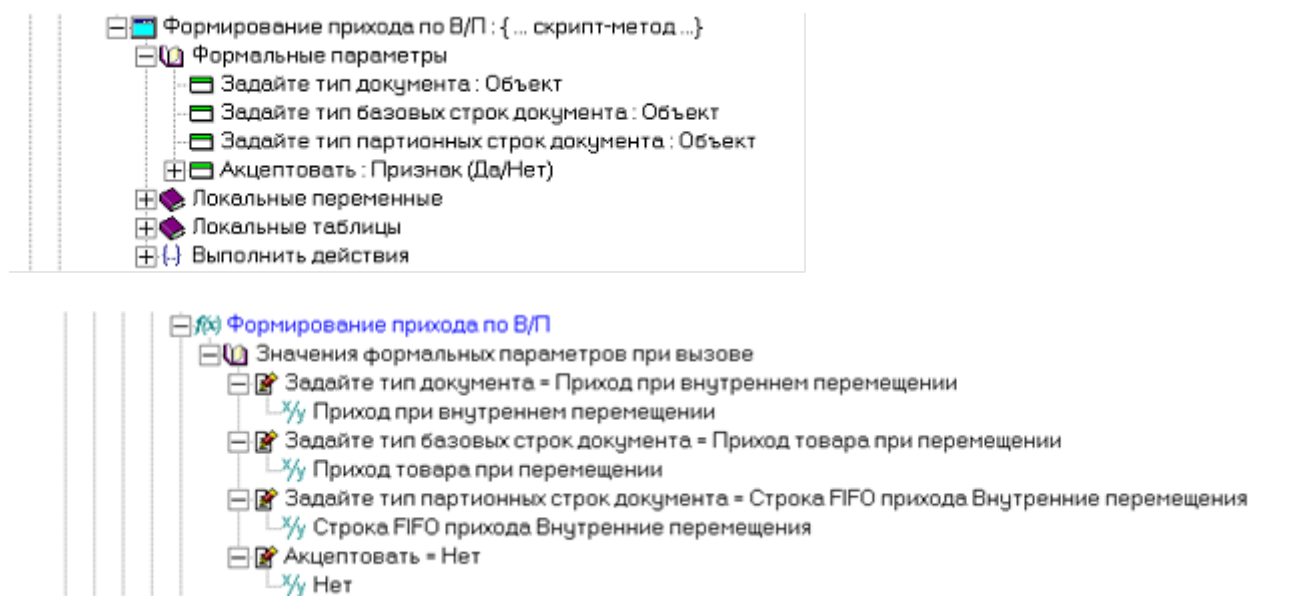 Формирование прихода по В/П : { ... скрипт-метод ...}
Формальные параметры
Задайте тип документа : Объект
Задайте тип базовых строк документа : Объект
Задайте тип партионных строк документа : Объект
Акцептовать : Признак (Да/Нет)
Локальные переменные
Локальные таблицы
{..} Выполнить действия
f(x) Формирование прихода по В/П
Значения формальных параметров при вызове
Задайте тип документа = Приход при внутреннем перемещении
x/y Приход при внутреннем перемещении
Задайте тип базовых строк документа = Приход товара при перемещении
x/y Приход товара при перемещении
Задайте тип партионных строк документа = Строка FIFO прихода Внутренние перемещения
x/y Строка FIFO прихода Внутренние перемещения
Акцептовать = Нет
x/y Нет